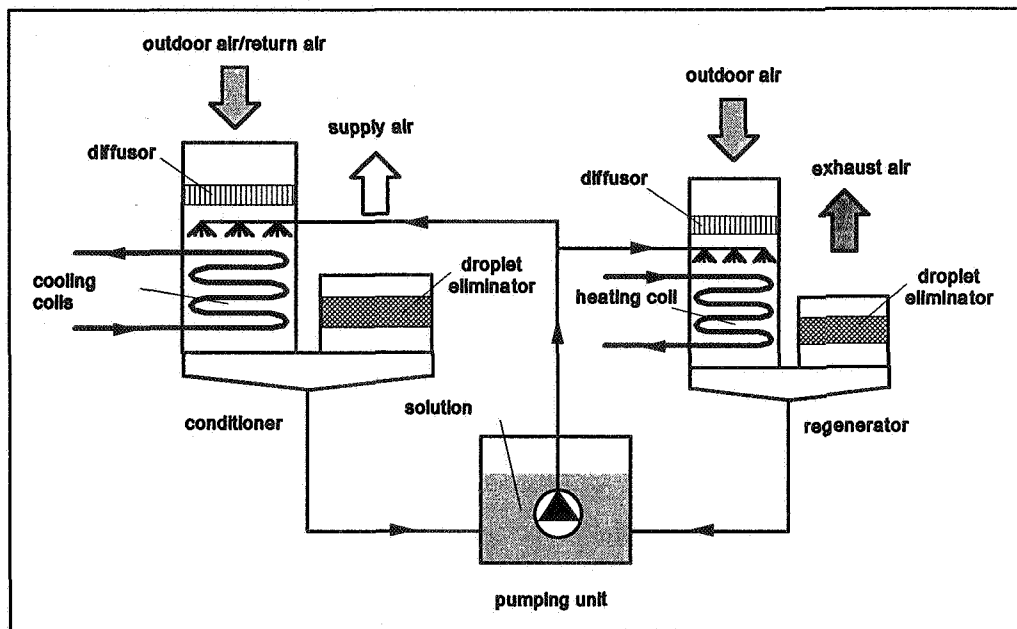 outdoor air/return air
outdoor air
supply air
diffusor
diffusor
exhaust air
cooling
coils
droplet
eliminator
heating coil
droplet
eliminator
solution
conditioner
regenerator
pumping unit